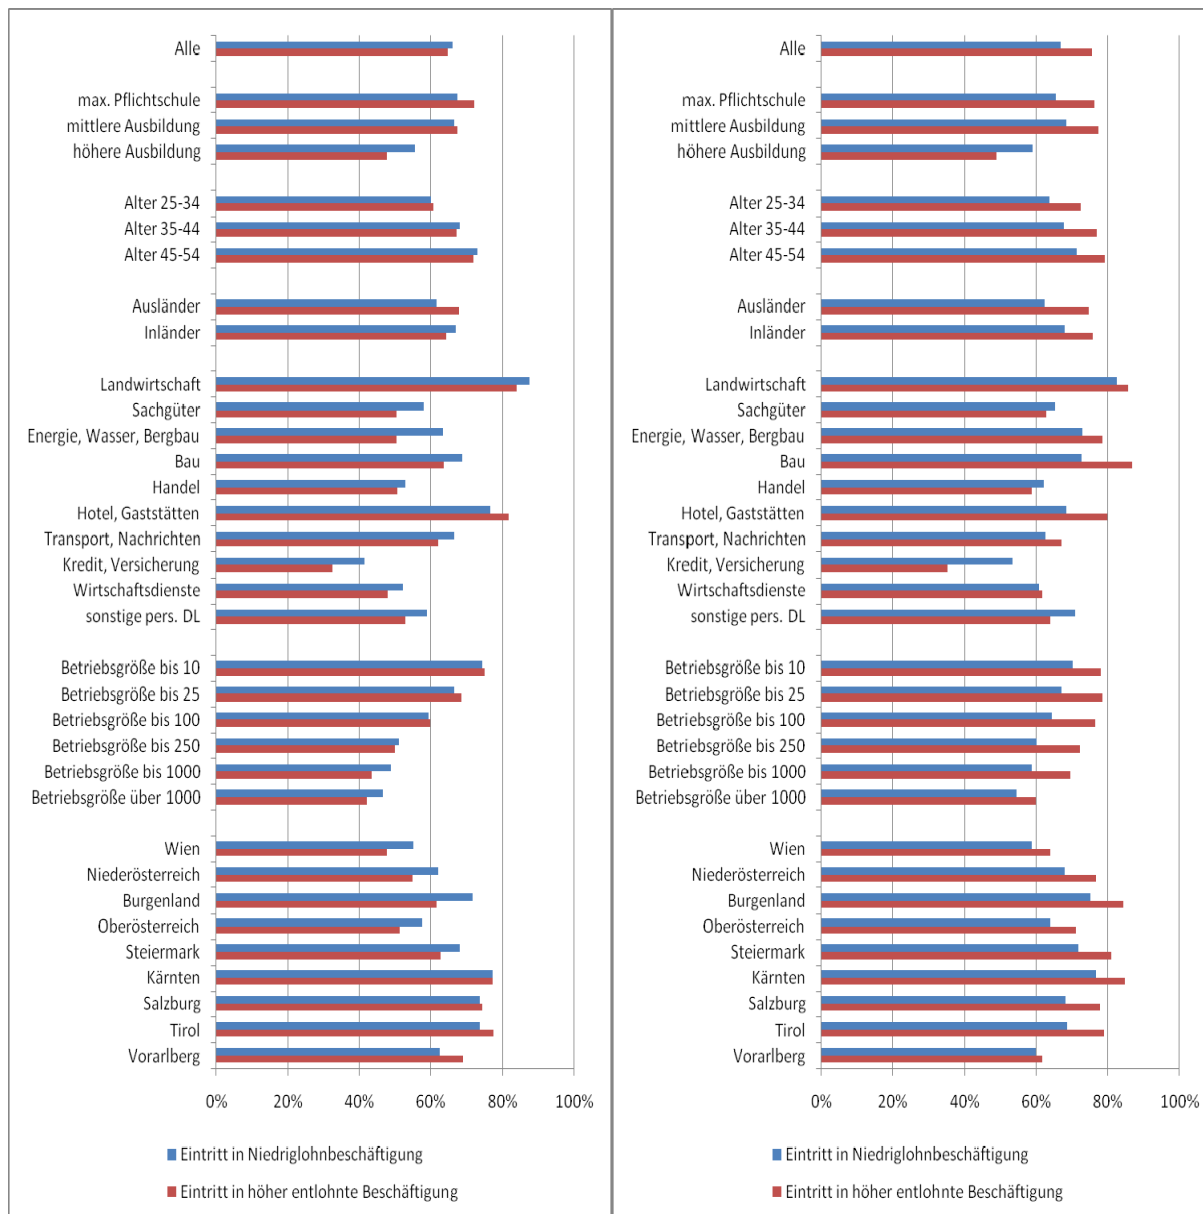 Alle
max. Pflichtschule
mittlere Ausbildung
höhere Ausbildung
Alter 25-34
Alter 35-44
Alter 45-54
Ausländer
Inländer
Landwirtschaft
Sachgüter
Energie, Wasser, Bergbau
Bau
Handel
Hotel, Gaststätten
Transport, Nachrichten
Kredit, Versicherung
Wirtschaftsdienste
sonstige pers. DL
Betriebsgröße bis 10
Betriebsgröße bis 25
Betriebsgröße bis 100
Betriebsgröße bis 250
Betriebsgröße bis 1000
Betriebsgröße über 1000
Wien
Niederösterreich
Burgenland
Oberösterreich
Steiermark
Kärnten
Salzburg
Tirol
Vorarlberg
0% 20% 40% 60% 80% 100%
Eintritt in Niedriglohnbeschäftigung
Eintritt in höher entlohnte Beschäftigung
Alle
max. Pflichtschule
mittlere Ausbildung
höhere Ausbildung
Alter 25-34
Alter 35-44
Alter 45-54
Ausländer
Inländer
Landwirtschaft
Sachgüter
Energie, Wasser, Bergbau
Bau
Handel
Hotel, Gaststätten
Transport, Nachrichten
Kredit, Versicherung
Wirtschaftsdienste
sonstige pers. DL
Betriebsgröße bis 10
Betriebsgröße bis 25
Betriebsgröße bis 100
Betriebsgröße bis 250
Betriebsgröße bis 1000
Betriebsgröße über 1000
Wien
Niederösterreich
Burgenland
Oberösterreich
Steiermark
Kärnten
Salzburg
Tirol
Vorarlberg
0% 20% 40% 60% 80% 100%
Eintritt in Niedriglohnbeschäftigung
Eintritt in höher entlohnte Beschäftigung